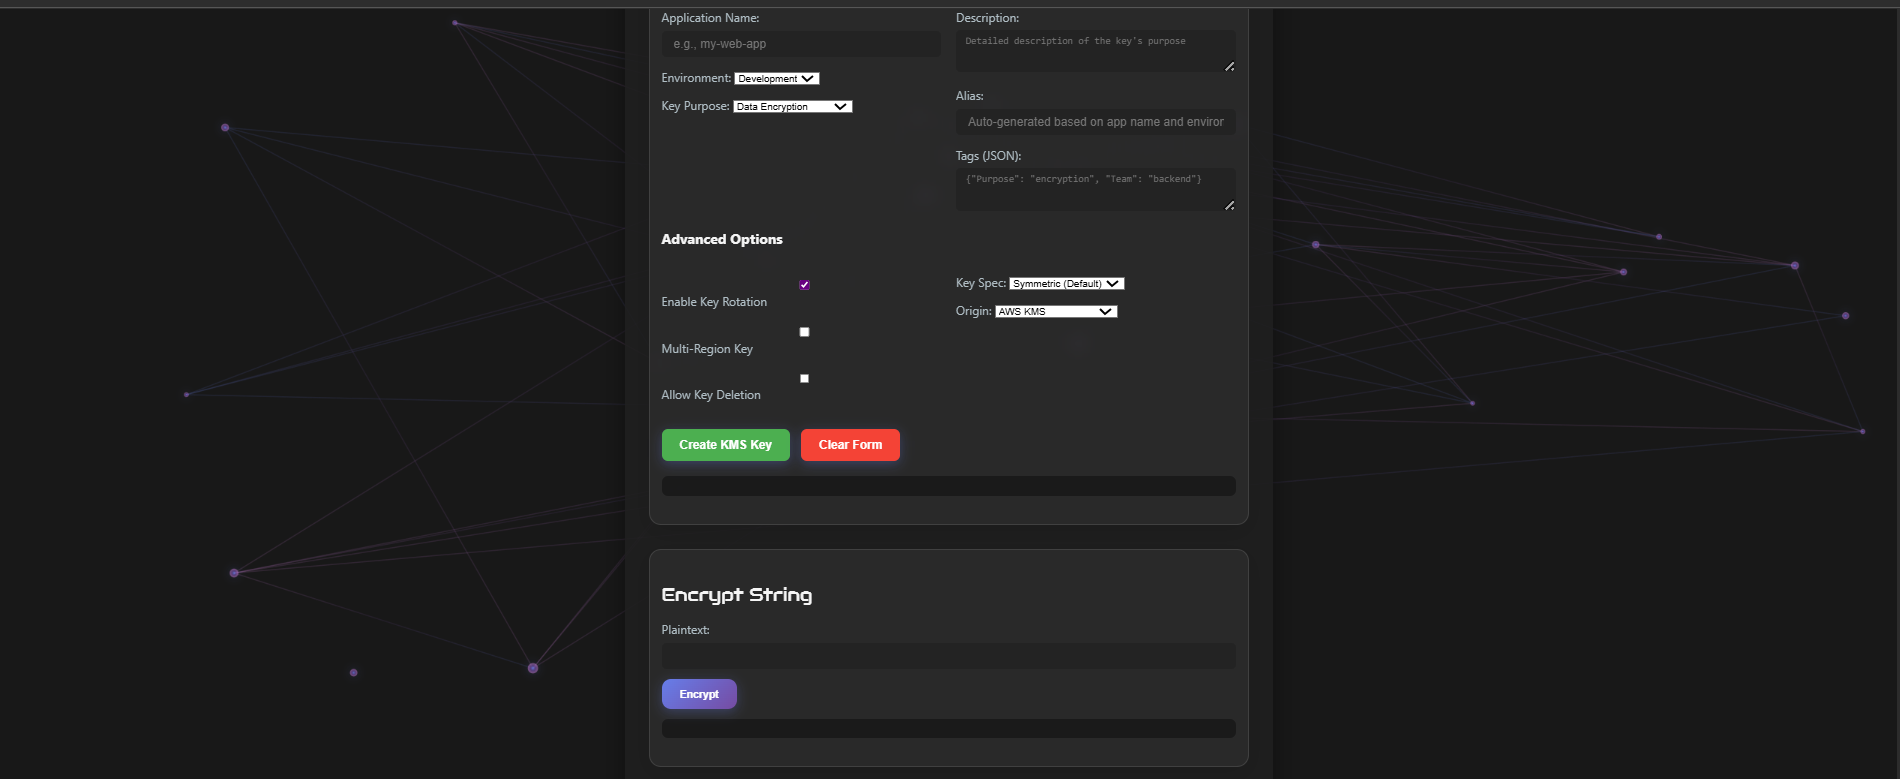 Application Name:
e.g., my-web-app
Environment: Development
Key Purpose: Data Encryption
Description:
Detailed description of the key's purpose
Alias:
Auto-generated based on app name and enviror
Tags (JSON):
{"Purpose": "encryption", "Team": "backend"}
Advanced Options
Enable Key Rotation
Multi-Region Key
Allow Key Deletion
Key Spec: Symmetric (Default)
Origin: AWS KMS
Create KMS Key
Clear Form
Encrypt String
Plaintext:
Encrypt